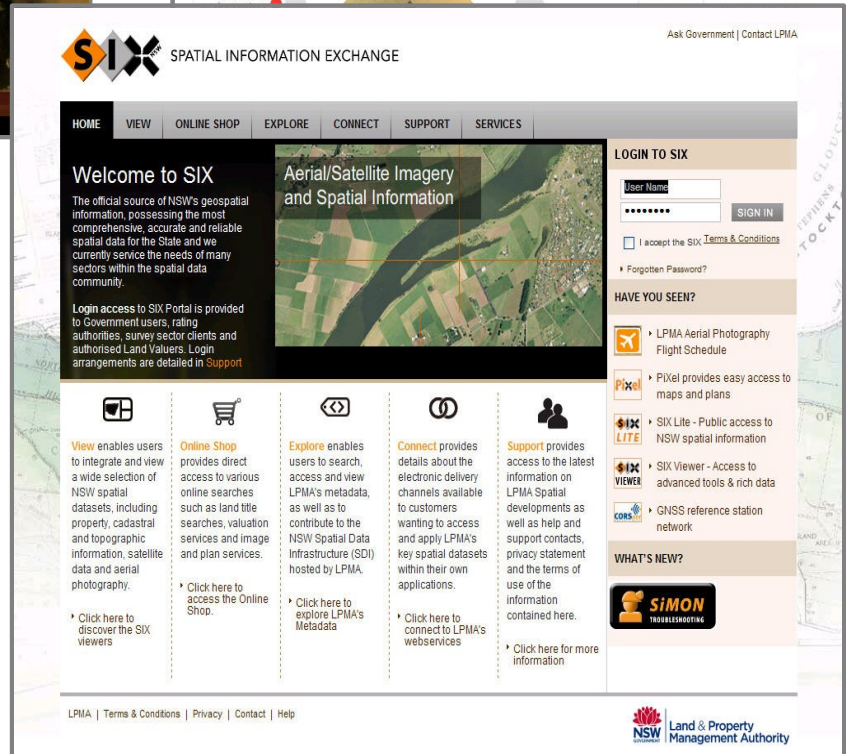 SIX NSW SPATIAL INFORMATION EXCHANGE
Ask Government | Contact LPMA
HOME VIEW ONLINE SHOP EXPLORE CONNECT SUPPORT SERVICES
Welcome to SIX
The official source of NSW's geospatial
information, possessing the most
comprehensive, accurate and reliable
spatial data for the State and we
currently service the needs of many
sectors within the spatial data
community.
Login access to SIX Portal is provided
to Government users, rating
authorities, survey sector clients and
authorised Land Valuers. Login
arrangements are detailed in Support
Aerial/Satellite Imagery
and Spatial Information
LOGIN TO SIX
User Name
SIGN IN
I accept the SIX Terms & Conditions
Forgotten Password?
HAVE YOU SEEN?
LPMA Aerial Photography
Flight Schedule
PiXel
PiXel provides easy access to
maps and plans
SIX LITE
SIX Lite - Public access to
NSW spatial information
SIX VIEWER
SIX Viewer - Access to
advanced tools & rich data
CORSnet
GNSS reference station
network
WHAT'S NEW?
SiMON
TROUBLESHOOTING
View enables users
to integrate and view
a wide selection of
NSW spatial
datasets, including
property, cadastral
and topographic
information, satellite
data and aerial
photography.
Click here to
discover the SIX
viewers
Online Shop
provides direct
access to various
online searches
such as land title
searches, valuation
services and image
and plan services.
Click here to
access the Online
Shop.
Explore enables
users to search,
access and view
LPMA's metadata,
as well as to
contribute to the
NSW Spatial Data
Infrastructure (SDI)
hosted by LPMA.
Click here to
explore LPMA's
Metadata
Connect provides
details about the
electronic delivery
channels available
to customers
wanting to access
and apply LPMA's
key spatial datasets
within their own
applications.
Click here to
connect to LPMA's
webservices
Support provides
access to the latest
information on
LPMA Spatial
developments as
well as help and
support contacts,
privacy statement
and the terms of
use of the
information
contained here.
Click here for more
information
LPMA | Terms & Conditions | Privacy | Contact | Help
NSW GOVERNMENT
Land & Property
Management Authority